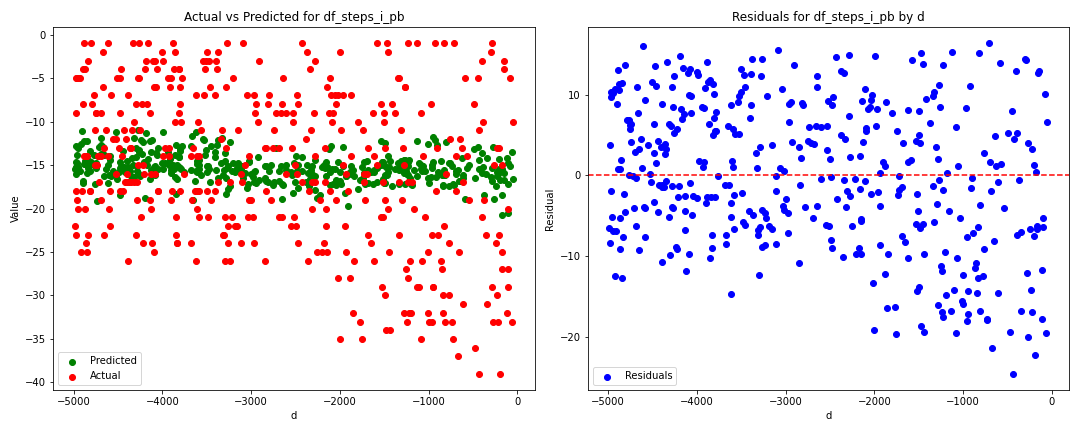 Actual vs Predicted for df_steps_i_pb
Value
0
−5
−10
−15
−20
−25
−30
−35
−40
Predicted
Actual
−5000
−4000
−3000
−2000
−1000
0
d
Residuals for df_steps_i_pb by d
Residual
10
0
−10
−20
Residuals
−5000
−4000
−3000
−2000
−1000
0
d